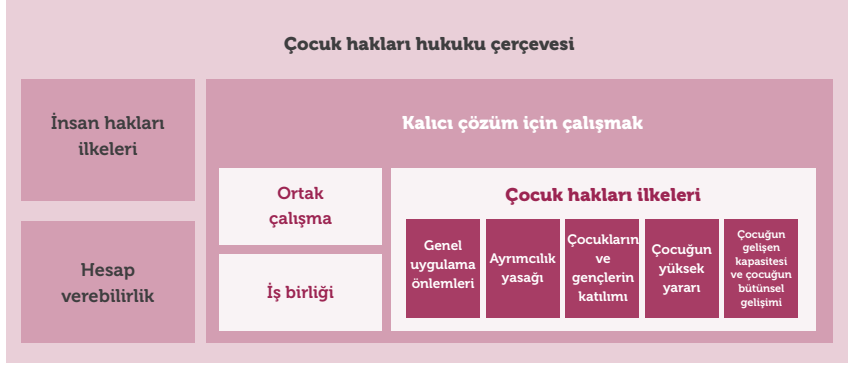 Çocuk hakları hukuku çerçevesi
İnsan hakları
ilkeleri
Hesap
verebilirlik
Kalıcı çözüm için çalışmak
Ortak
çalışma
İş birliği
Çocuk hakları ilkeleri
Genel
uygulama
önlemleri
Ayrımcılık
yasağı
Çocukların
ve
gençlerin
katılımı
Çocuğun
yüksek
yararı
Çocuğun
gelişen
kapasitesi
ve çocuğun
bütünsel
gelişimi